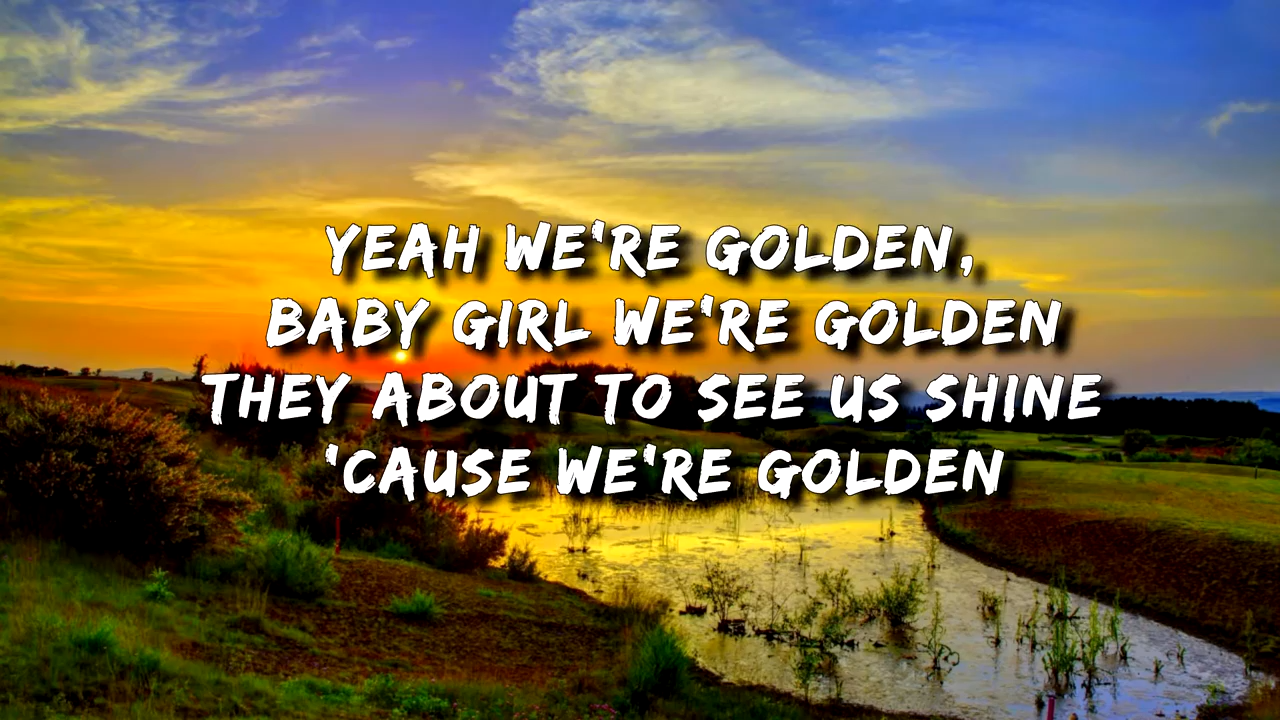 YEAH WE'RE GOLDEN,
BABY GIRL WE'RE GOLDEN
THEY ABOUT TO SEE US SHINE
'CAUSE WE'RE GOLDEN